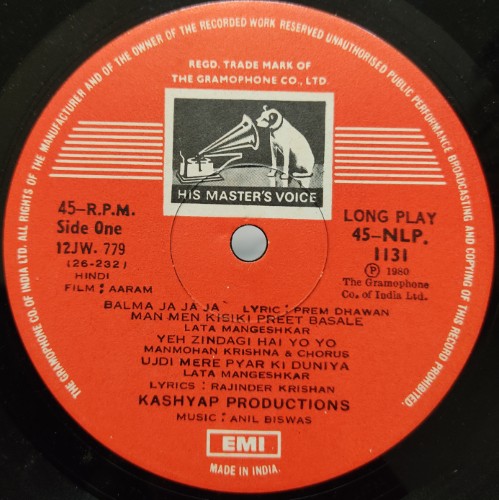 THE GRAMOPHONE CO. OF INDIA LTD. ALL RIGHTS OF THE MANUFACTURER AND OF THE OWNER OF THE RECORDED WORK RESERVED UNAUTHORISED PUBLIC PERFORMANCE BROADCASTING AND COPYING OF THIS RECORD PROHIBITED.
REGD. TRADE MARK OF
THE GRAMOPHONE CO., LTD.
HIS MASTER'S VOICE
45-R.P.M.
Side One
12JW. 779
(26-232)
HINDI
FILM : AARAM
LONG PLAY
45-NLP.
1131
℗ 1980
The Gramophone
Co. of India Ltd.
BALMA JA JA JA LYRIC : PREM DHAWAN
MAN MEN KISIKI PREET BASALE
LATA MANGESHKAR
YEH ZINDAGI HAI YO YO
MANMOHAN KRISHNA & CHORUS
UJDI MERE PYAR KI DUNIYA
LATA MANGESHKAR
LYRICS : RAJINDER KRISHAN
KASHYAP PRODUCTIONS
MUSIC : ANIL BISWAS
EMI
MADE IN INDIA.